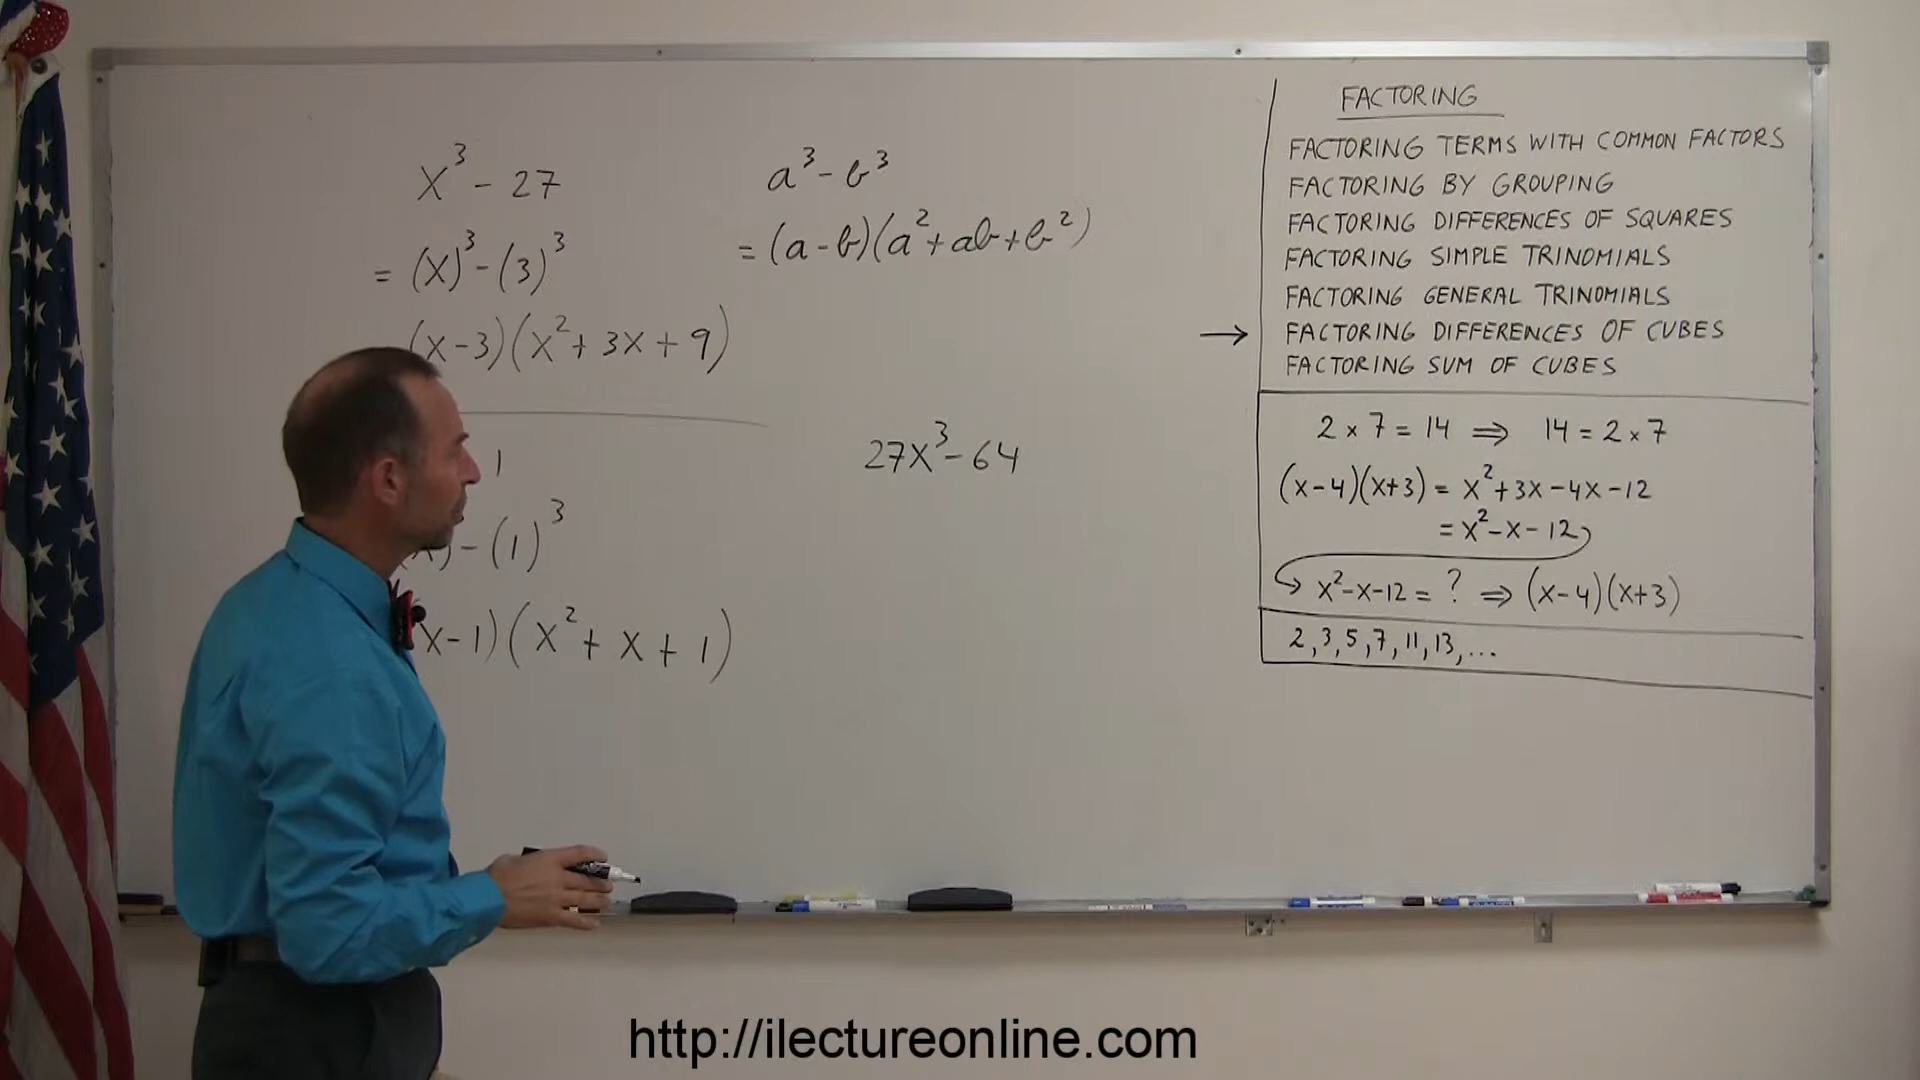 x³ - 27
= (x)³ - (3)³
(x-3)(x² + 3x + 9)
1
) - (1)³
x-1)(x² + x + 1)
a³ - b³
= (a-b)(a² + ab + b²)
27x³ - 64
FACTORING
FACTORING TERMS WITH COMMON FACTORS
FACTORING BY GROUPING
FACTORING DIFFERENCES OF SQUARES
FACTORING SIMPLE TRINOMIALS
FACTORING GENERAL TRINOMIALS
→ FACTORING DIFFERENCES OF CUBES
FACTORING SUM OF CUBES
2 × 7 = 14 ⇒ 14 = 2 × 7
(x-4)(x+3) = x² + 3x - 4x - 12
= x² - x - 12
x² - x - 12 = ? ⇒ (x-4)(x+3)
2, 3, 5, 7, 11, 13, ...
http://ilectureonline.com